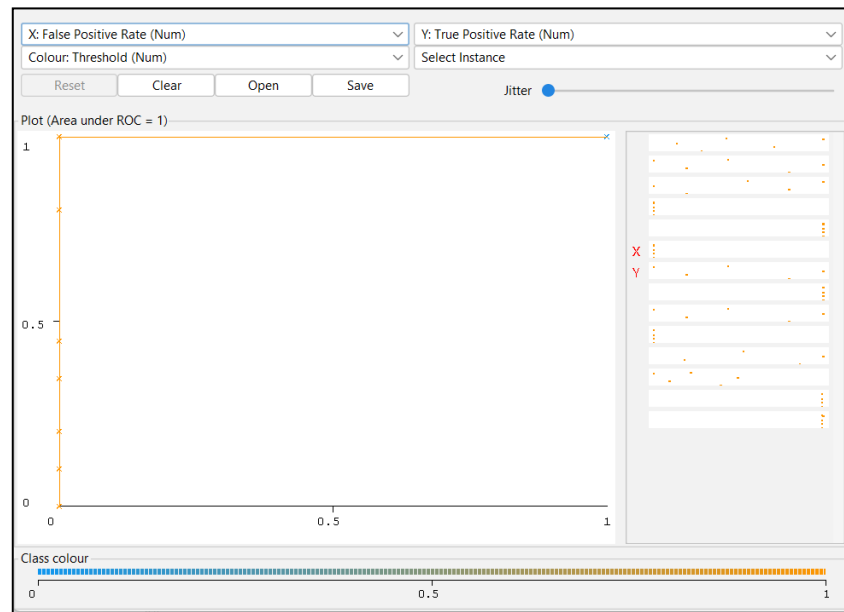 X: False Positive Rate (Num)
Y: True Positive Rate (Num)
Colour: Threshold (Num)
Select Instance
Reset
Clear
Open
Save
Jitter
Plot (Area under ROC = 1)
1
X
Y
0.5
0
0
0.5
1
Class colour
0
0.5
1